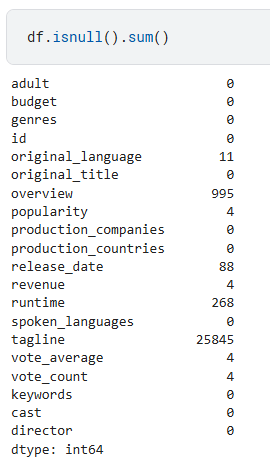 df.isnull().sum()
adult 0
budget 0
genres 0
id 0
original_language 11
original_title 0
overview 995
popularity 4
production_companies 0
production_countries 0
release_date 88
revenue 4
runtime 268
spoken_languages 0
tagline 25845
vote_average 4
vote_count 4
keywords 0
cast 0
director 0
dtype: int64